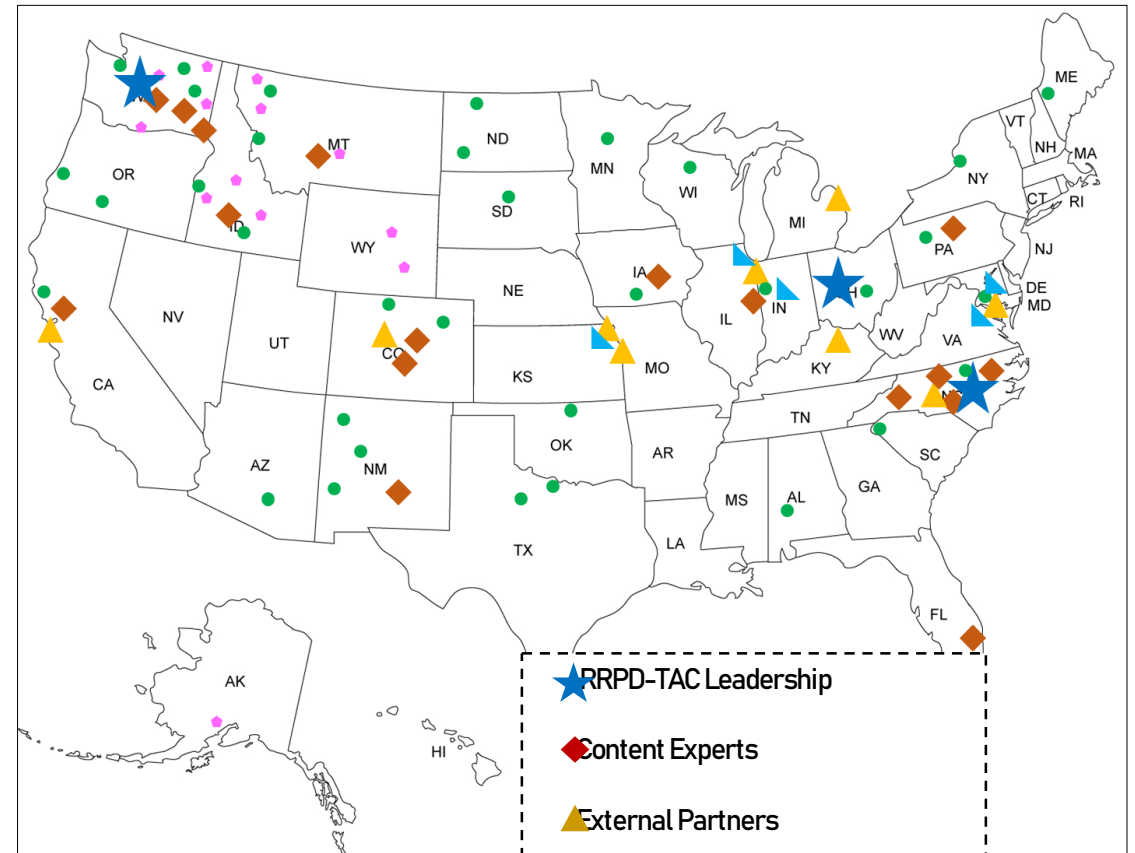 ME
VT
ND
MT
NH
MA
MN
OR
WI
NY
CT
RI
SD
MI
ID
WY
PA
NJ
IA
NE
DE
MD
NV
IL
IN
WV
UT
VA
CO
KY
MO
KS
CA
TN
OK
AR
SC
AZ
NM
GA
MS
AL
LA
TX
FL
AK
HI
RRPD-TAC Leadership
Content Experts
External Partners